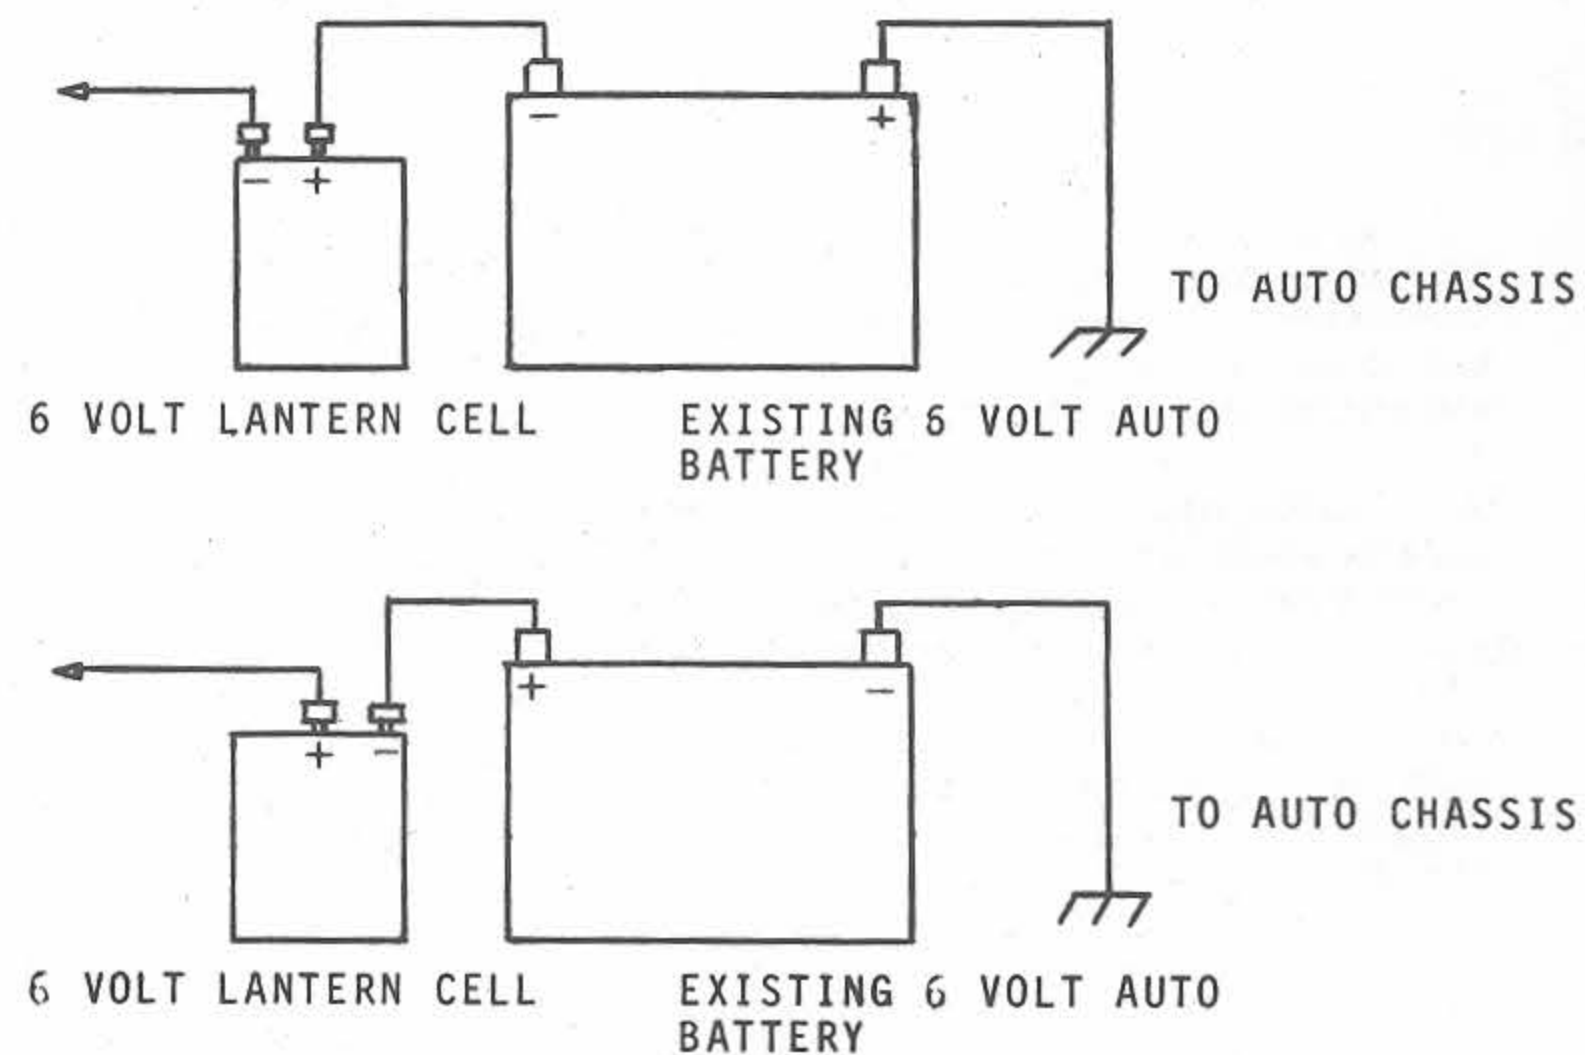 − +
− +
TO AUTO CHASSIS
6 VOLT LANTERN CELL
EXISTING 6 VOLT AUTO
BATTERY
+ −
+ −
TO AUTO CHASSIS
6 VOLT LANTERN CELL
EXISTING 6 VOLT AUTO
BATTERY